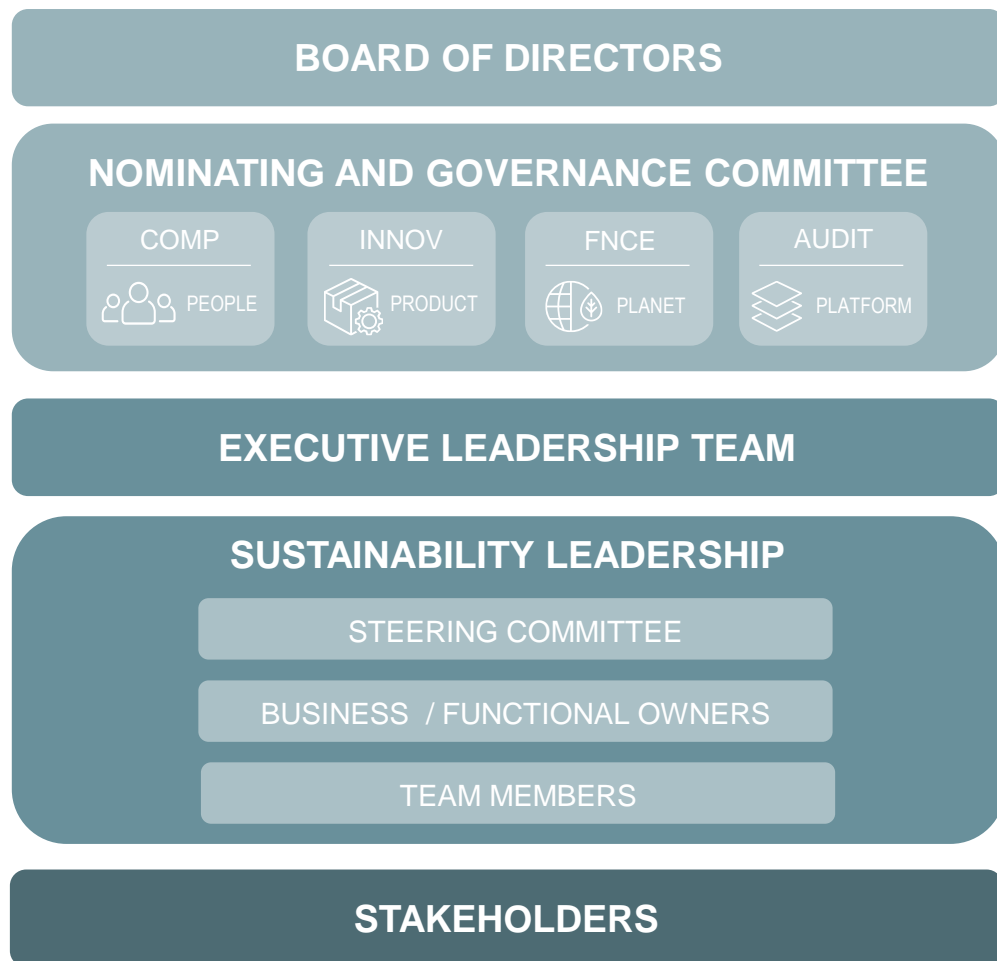 BOARD OF DIRECTORS
NOMINATING AND GOVERNANCE COMMITTEE
COMP
PEOPLE
INNOV
PRODUCT
FNCE
PLANET
AUDIT
PLATFORM
EXECUTIVE LEADERSHIP TEAM
SUSTAINABILITY LEADERSHIP
STEERING COMMITTEE
BUSINESS / FUNCTIONAL OWNERS
TEAM MEMBERS
STAKEHOLDERS